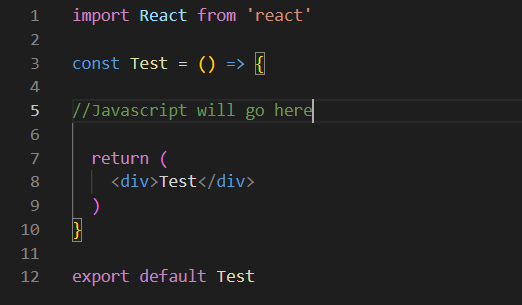 1 import React from 'react'
2
3 const Test = () => {
4
5 //Javascript will go here
6
7 return (
8 <div>Test</div>
9 )
10 }
11
12 export default Test